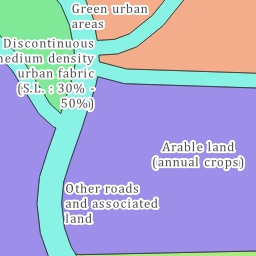 Green urban
areas
Discontinuous
medium density
urban fabric
(S.L. : 30% -
50%)
Arable land
(annual crops)
Other roads
and associated
land